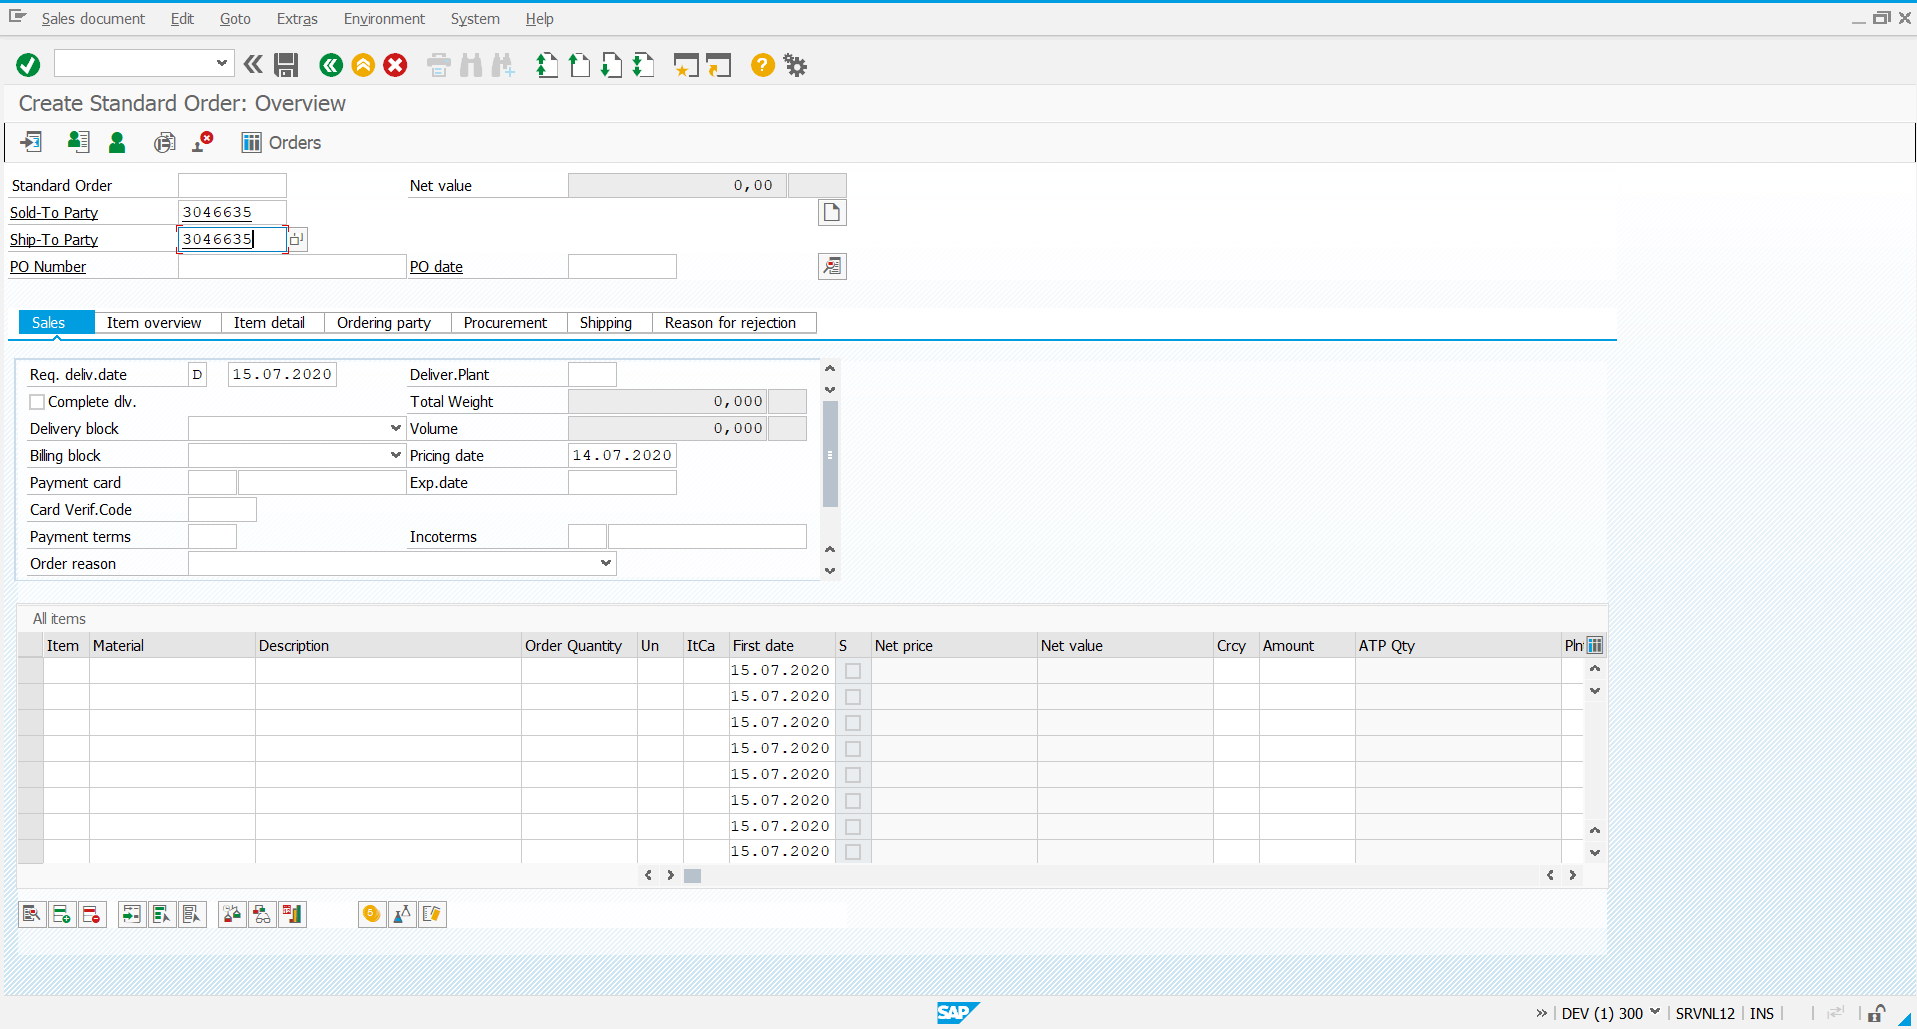 Sales document Edit Goto Extras Environment System Help
Create Standard Order: Overview
Orders
Standard Order Net value 0,00
Sold-To Party 3046635
Ship-To Party 3046635
PO Number PO date
Sales Item overview Item detail Ordering party Procurement Shipping Reason for rejection
Req. deliv.date D 15.07.2020 Deliver.Plant
Complete dlv. Total Weight 0,000
Delivery block Volume 0,000
Billing block Pricing date 14.07.2020
Payment card Exp.date
Card Verif.Code
Payment terms Incoterms
Order reason
All items
Item Material Description Order Quantity Un ItCa First date S Net price Net value Crcy Amount ATP Qty Pln
15.07.2020
15.07.2020
15.07.2020
15.07.2020
15.07.2020
15.07.2020
15.07.2020
15.07.2020
SAP DEV (1) 300 SRVNL12 INS